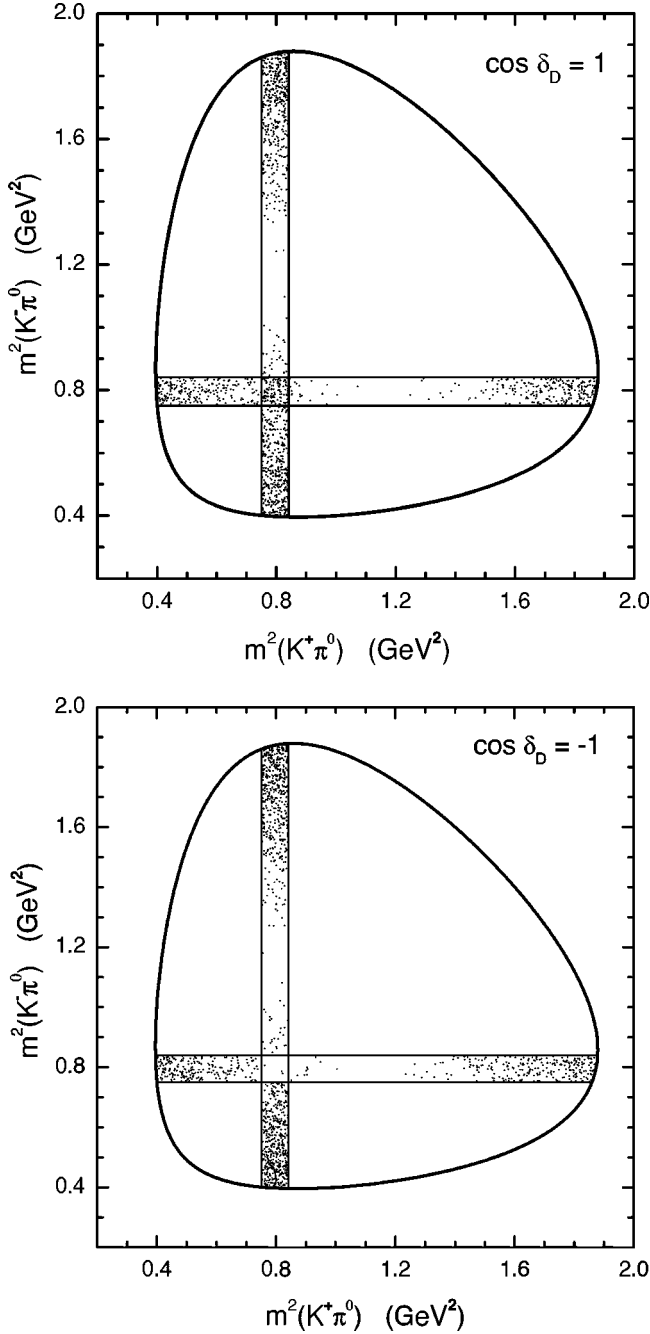 2.0
cos δ_D = 1
1.6
1.2
0.8
0.4
m²(K⁻π⁰) (GeV²)
0.4 0.8 1.2 1.6 2.0
m²(K⁺π⁰) (GeV²)
2.0
cos δ_D = -1
1.6
1.2
0.8
0.4
m²(K⁻π⁰) (GeV²)
0.4 0.8 1.2 1.6 2.0
m²(K⁺π⁰) (GeV²)